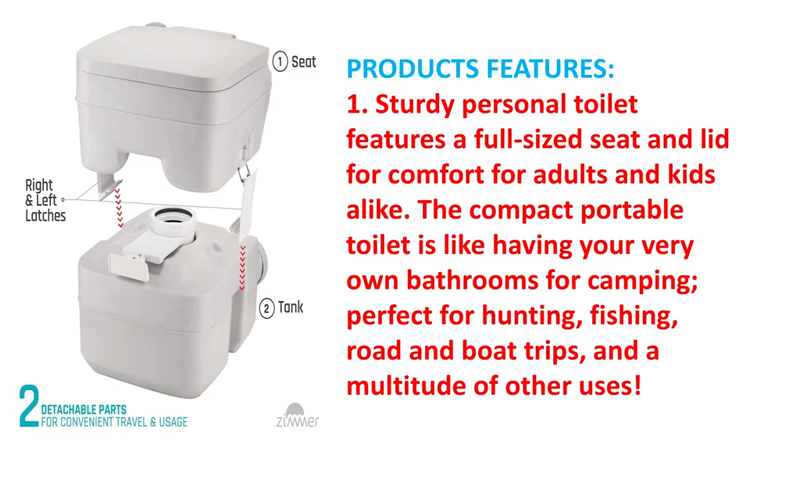 1 Seat
Right
& Left
Latches
2 Tank
2 DETACHABLE PARTS
FOR CONVENIENT TRAVEL & USAGE
zimmer
PRODUCTS FEATURES:
1. Sturdy personal toilet
features a full-sized seat and lid
for comfort for adults and kids
alike. The compact portable
toilet is like having your very
own bathrooms for camping;
perfect for hunting, fishing,
road and boat trips, and a
multitude of other uses!